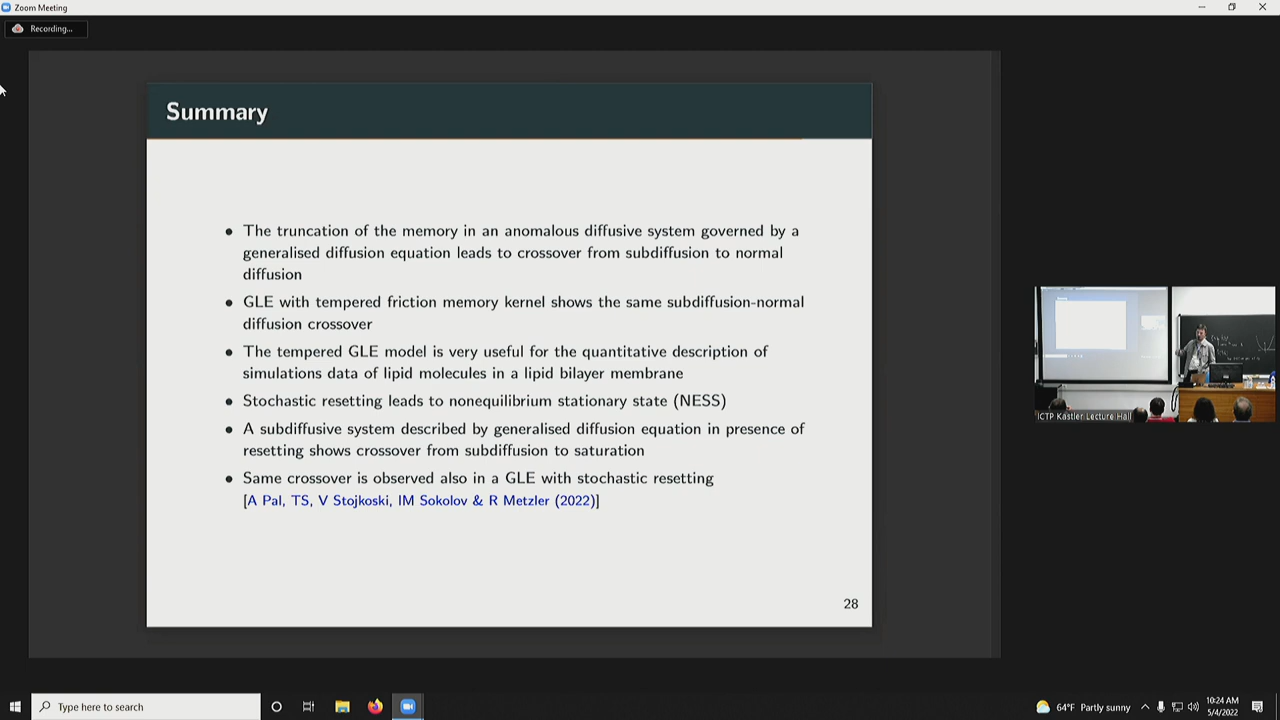 Zoom Meeting
Recording...
Summary
• The truncation of the memory in an anomalous diffusive system governed by a
generalised diffusion equation leads to crossover from subdiffusion to normal
diffusion
• GLE with tempered friction memory kernel shows the same subdiffusion-normal
diffusion crossover
• The tempered GLE model is very useful for the quantitative description of
simulations data of lipid molecules in a lipid bilayer membrane
• Stochastic resetting leads to nonequilibrium stationary state (NESS)
• A subdiffusive system described by generalised diffusion equation in presence of
resetting shows crossover from subdiffusion to saturation
• Same crossover is observed also in a GLE with stochastic resetting
[A Pal, TS, V Stojkoski, IM Sokolov & R Metzler (2022)]
28
ICTP Kastler Lecture Hall
Type here to search
64°F Partly sunny
10:24 AM
5/4/2022